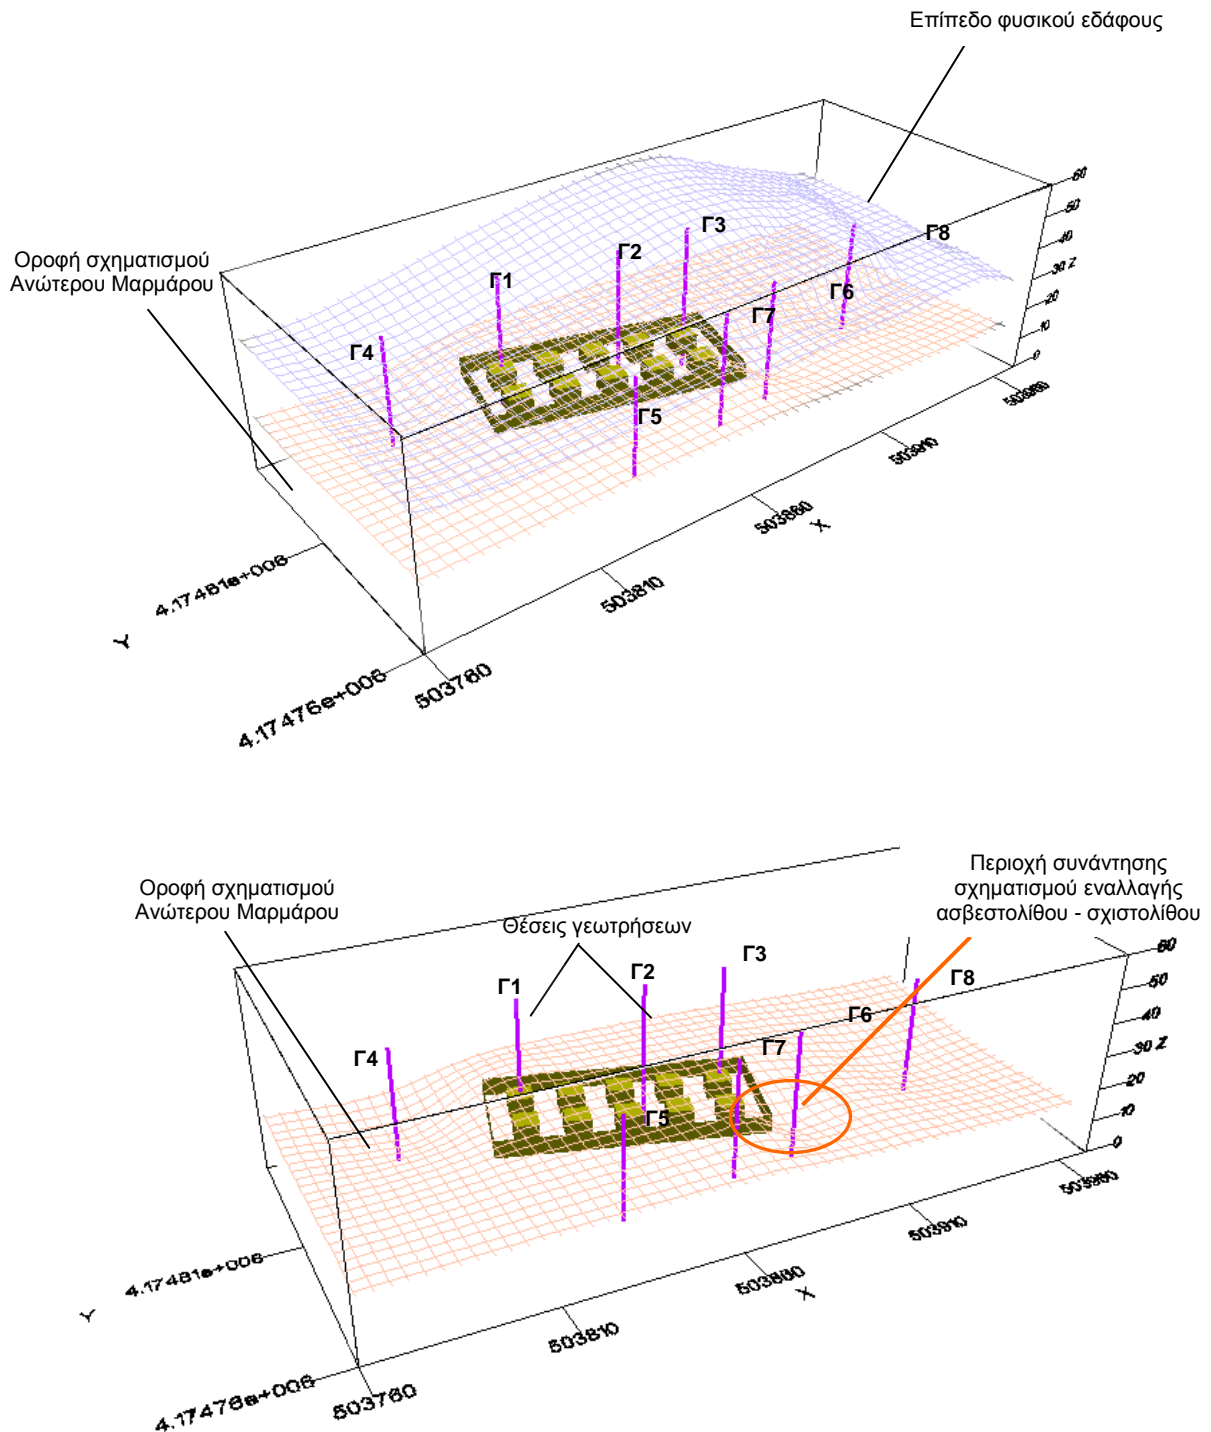 Επίπεδο φυσικού εδάφους
Οροφή σχηματισμού
Ανώτερου Μαρμάρου
Γ1
Γ2
Γ3
Γ4
Γ5
Γ6
Γ7
Γ8
60
50
40
30 Z
20
10
0
503960
503910
503860
X
503810
503760
4.17481e+006
Y
4.17476e+006
Περιοχή συνάντησης
σχηματισμού εναλλαγής
ασβεστολίθου - σχιστολίθου
Οροφή σχηματισμού
Ανώτερου Μαρμάρου
Θέσεις γεωτρήσεων
Γ1
Γ2
Γ3
Γ4
Γ5
Γ6
Γ7
Γ8
60
50
40
30 Z
20
10
0
503960
503910
503860
X
503810
503760
4.17481e+006
Y
4.17476e+006